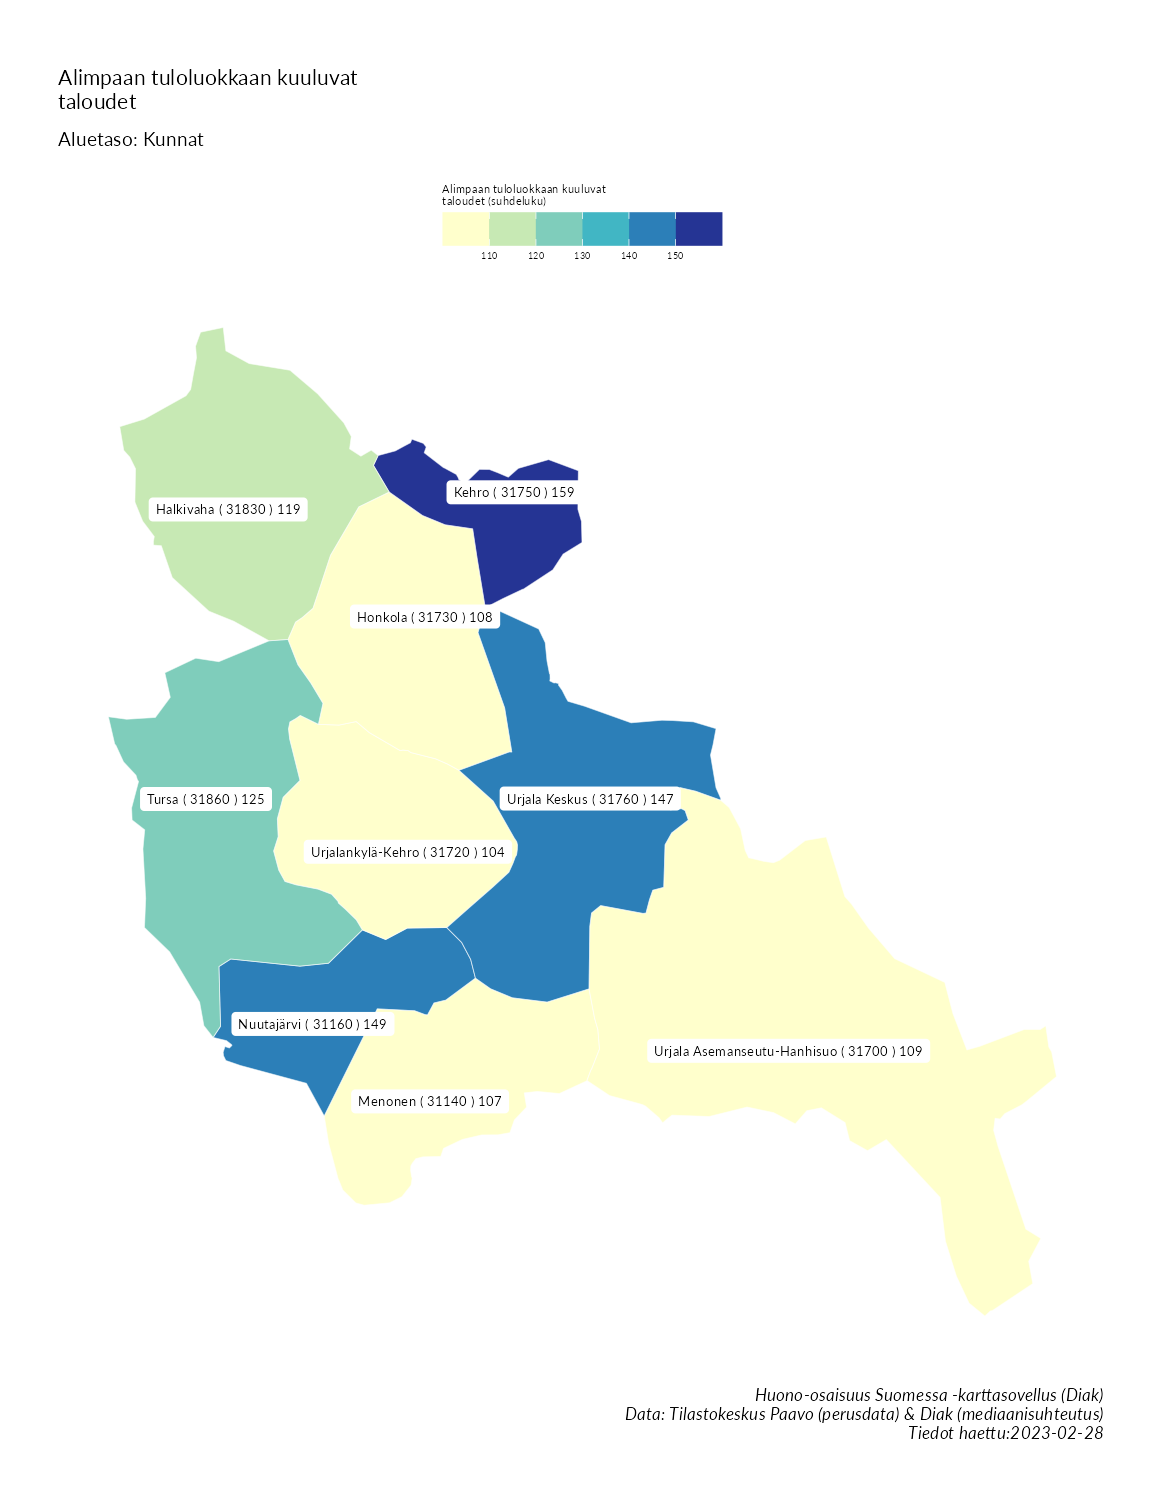 Alimpaan tuloluokkaan kuuluvat
taloudet
Aluetaso: Kunnat
Alimpaan tuloluokkaan kuuluvat
taloudet (suhdeluku)
110 120 130 140 150
Kehro ( 31750 ) 159
Halkivaha ( 31830 ) 119
Honkola ( 31730 ) 108
Tursa ( 31860 ) 125
Urjala Keskus ( 31760 ) 147
Urjalankylä-Kehro ( 31720 ) 104
Nuutajärvi ( 31160 ) 149
Urjala Asemanseutu-Hanhisuo ( 31700 ) 109
Menonen ( 31140 ) 107
Huono-osaisuus Suomessa -karttasovellus (Diak)
Data: Tilastokeskus Paavo (perusdata) & Diak (mediaanisuhteutus)
Tiedot haettu:2023-02-28